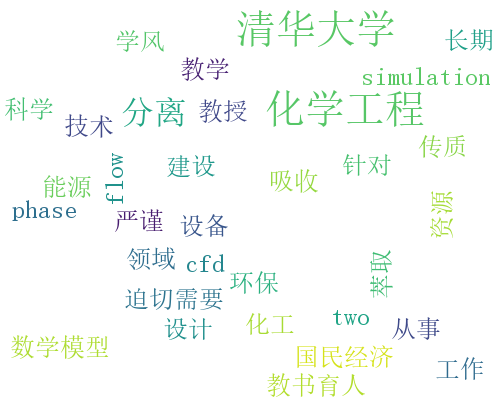 清华大学
学风
长期
教学
simulation
科学
技术
分离
教授
化学工程
传质
flow
建设
针对
能源
吸收
phase
严谨
设备
资源
领域
cfd
环保
萃取
迫切需要
设计
化工
two
从事
数学模型
国民经济
工作
教书育人